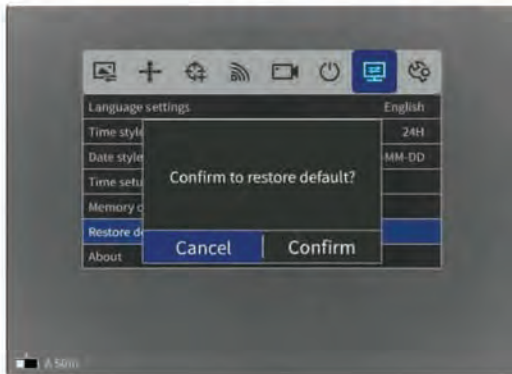 Language settings English
Time style 24H
Date style MM-DD
Time setu
Memory c
Restore de
About
Confirm to restore default?
Cancel Confirm